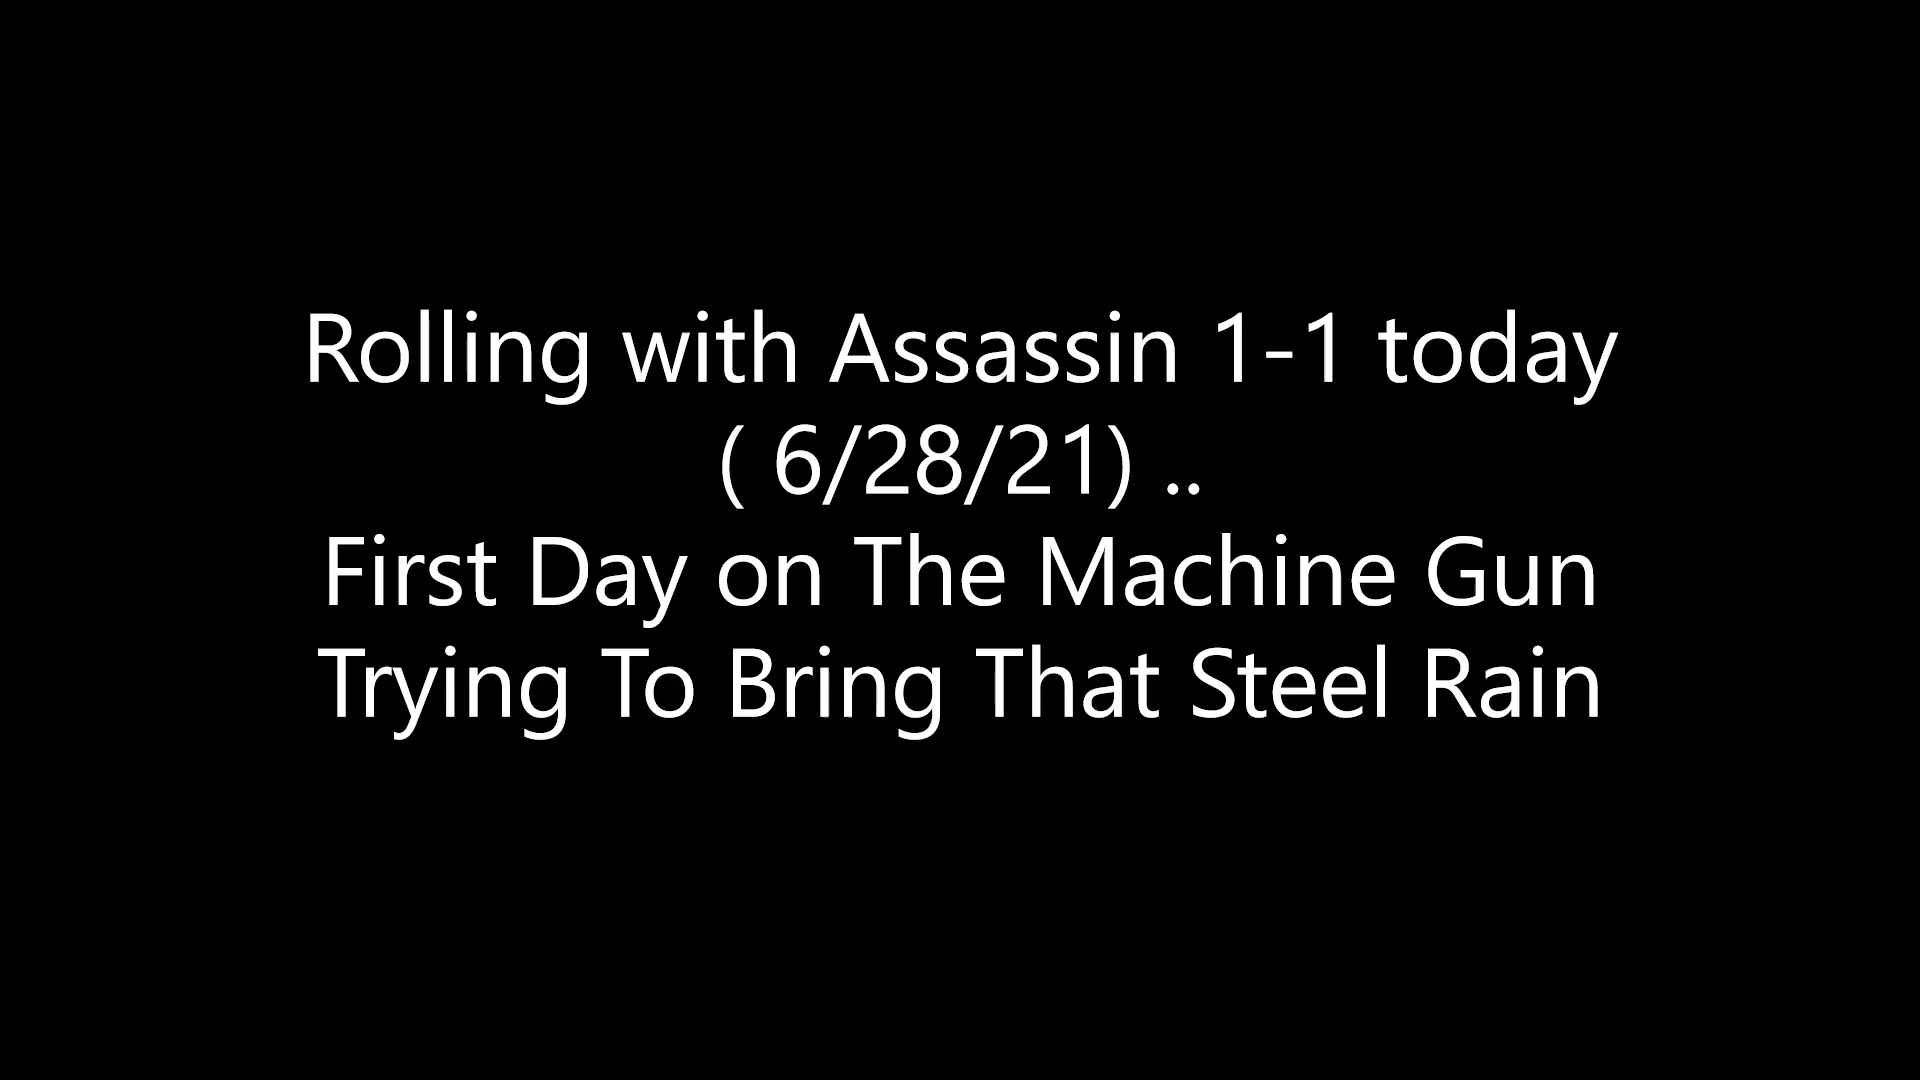 Rolling with Assassin 1-1 today
( 6/28/21) ..
First Day on The Machine Gun
Trying To Bring That Steel Rain